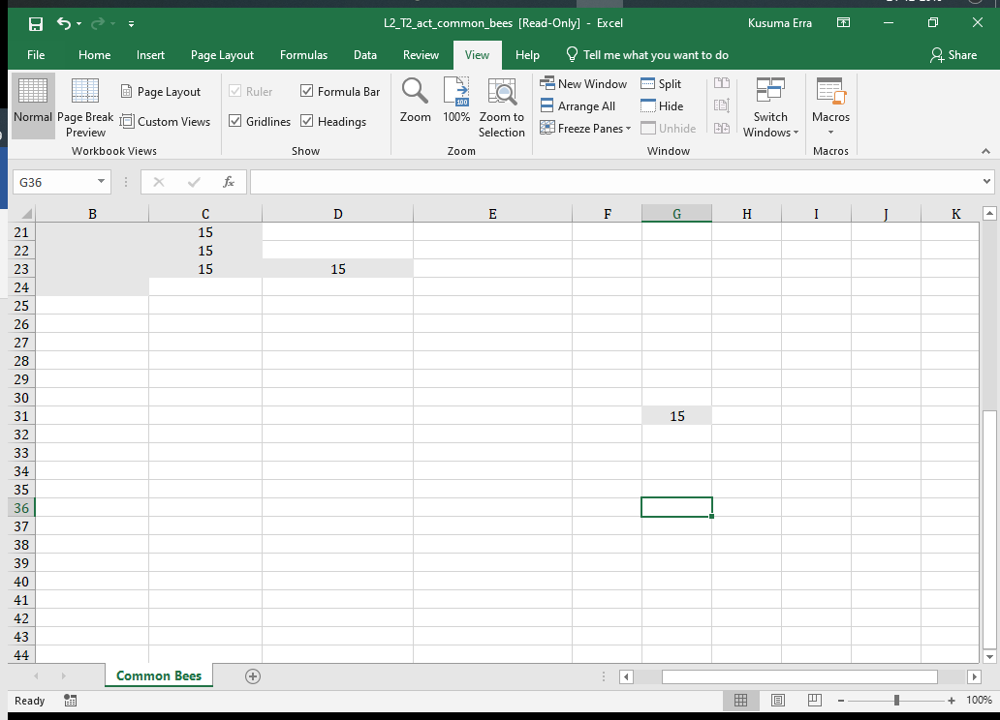 L2_T2_act_common_bees [Read-Only] - Excel
Kusuma Erra
File Home Insert Page Layout Formulas Data Review View Help Tell me what you want to do Share
Normal
Page Break Preview
Page Layout
Custom Views
Workbook Views
Ruler
Formula Bar
Gridlines
Headings
Show
Zoom
100
100%
Zoom to Selection
Zoom
New Window
Arrange All
Freeze Panes
Split
Hide
Unhide
Switch Windows
Window
Macros
Macros
G36
fx
B C D E F G H I J K
21 15
22 15
23 15 15
24
25
26
27
28
29
30
31 15
32
33
34
35
36
37
38
39
40
41
42
43
44
Common Bees
Ready
100%